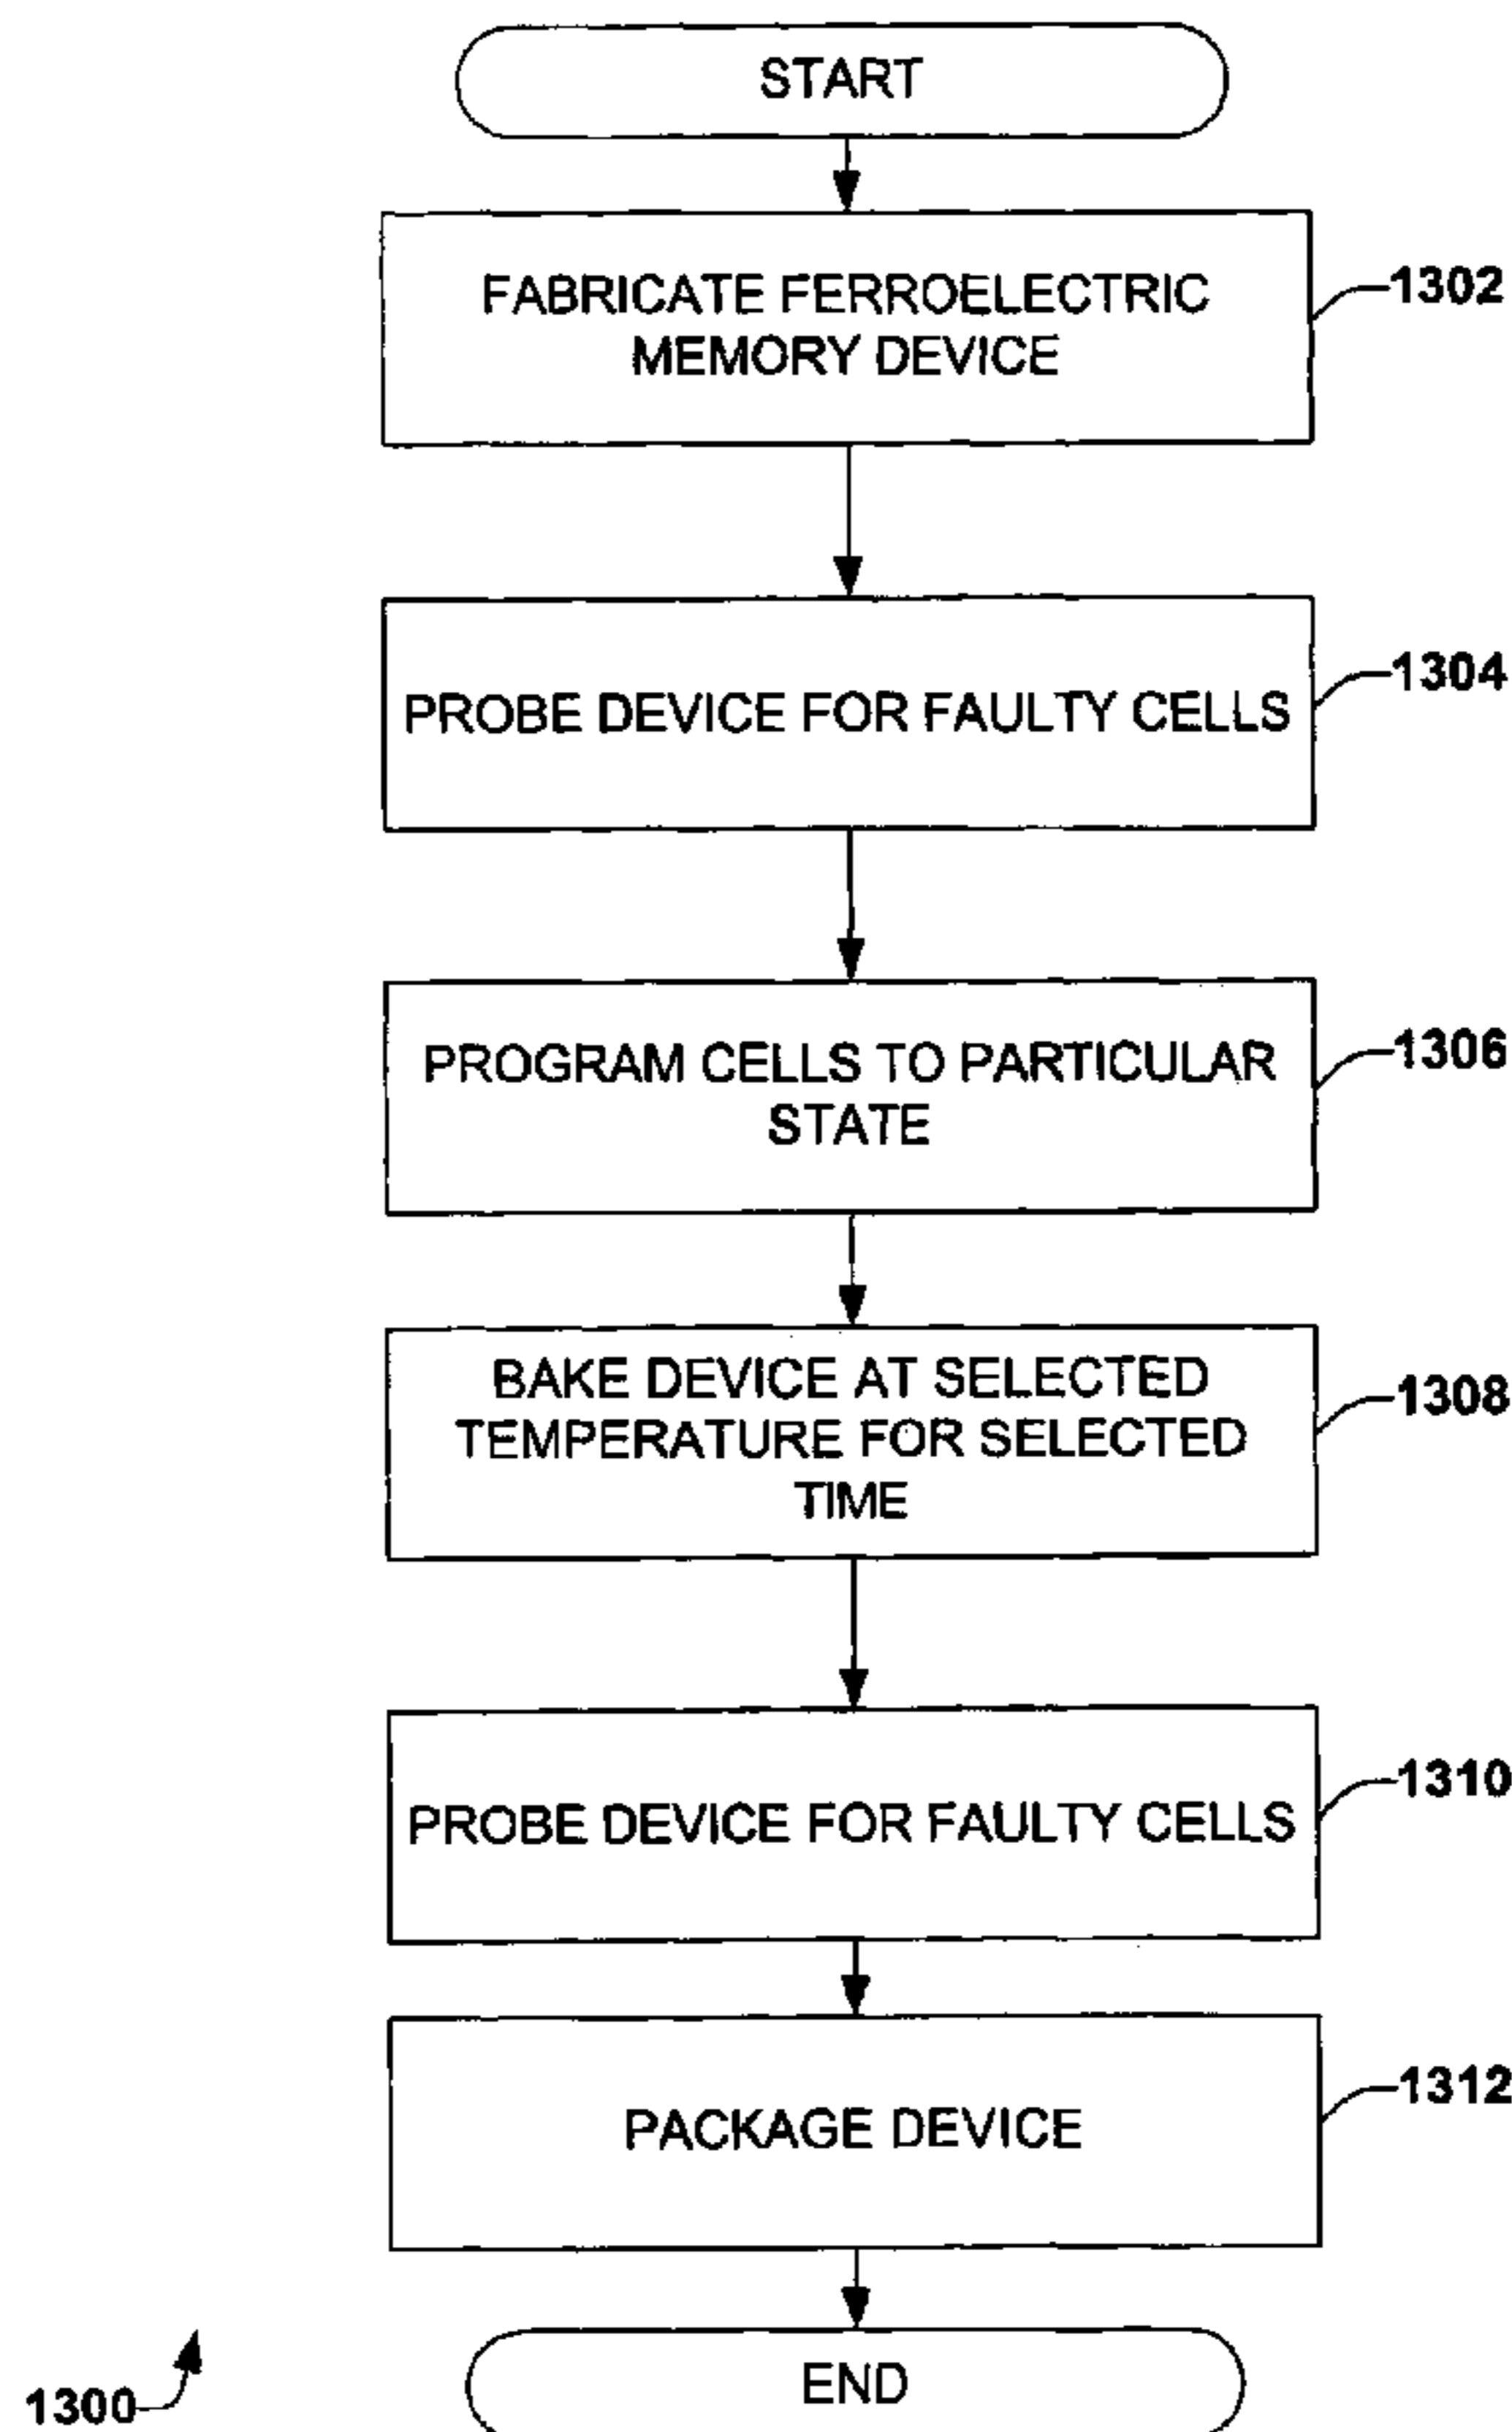 START
FABRICATE FERROELECTRIC
MEMORY DEVICE
1302
PROBE DEVICE FOR FAULTY CELLS
1304
PROGRAM CELLS TO PARTICULAR
STATE
1306
BAKE DEVICE AT SELECTED
TEMPERATURE FOR SELECTED
TIME
1308
PROBE DEVICE FOR FAULTY CELLS
1310
PACKAGE DEVICE
1312
END
1300